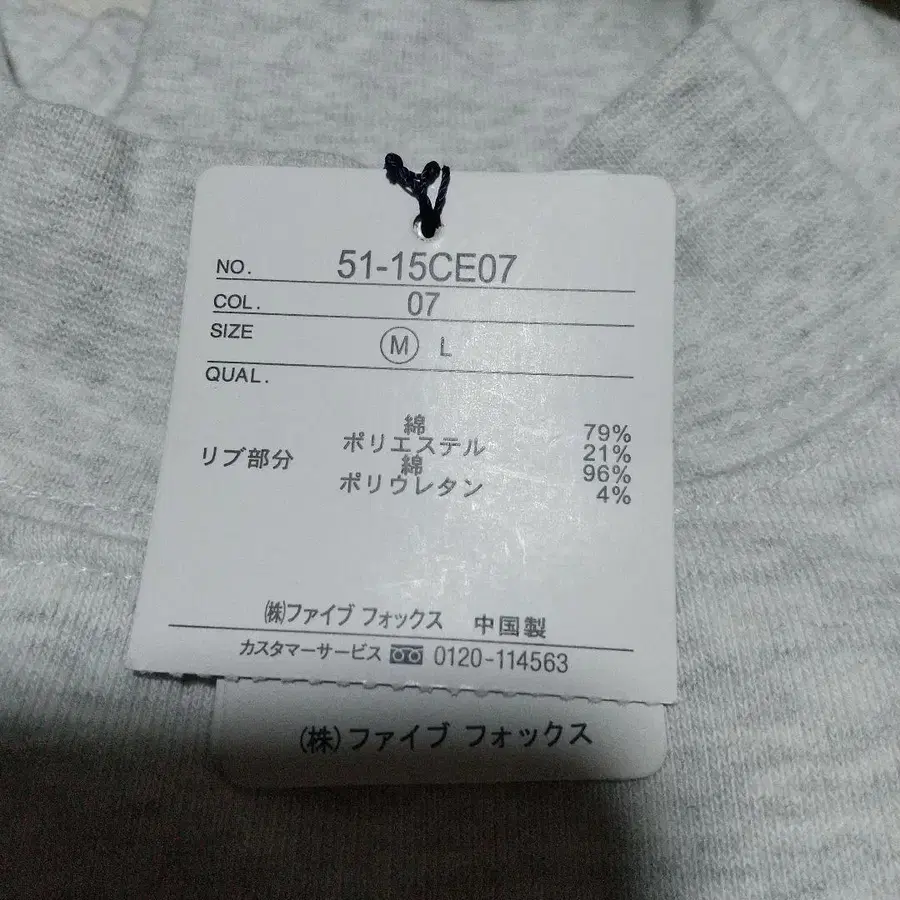 NO. 51-15CE07
COL. 07
SIZE M L
QUAL.
綿 79%
ポリエステル 21%
リブ部分 綿 96%
ポリウレタン 4%
㈱ファイブ フォックス 中国製
カスタマーサービス 0120-114563
(株)ファイブ フォックス